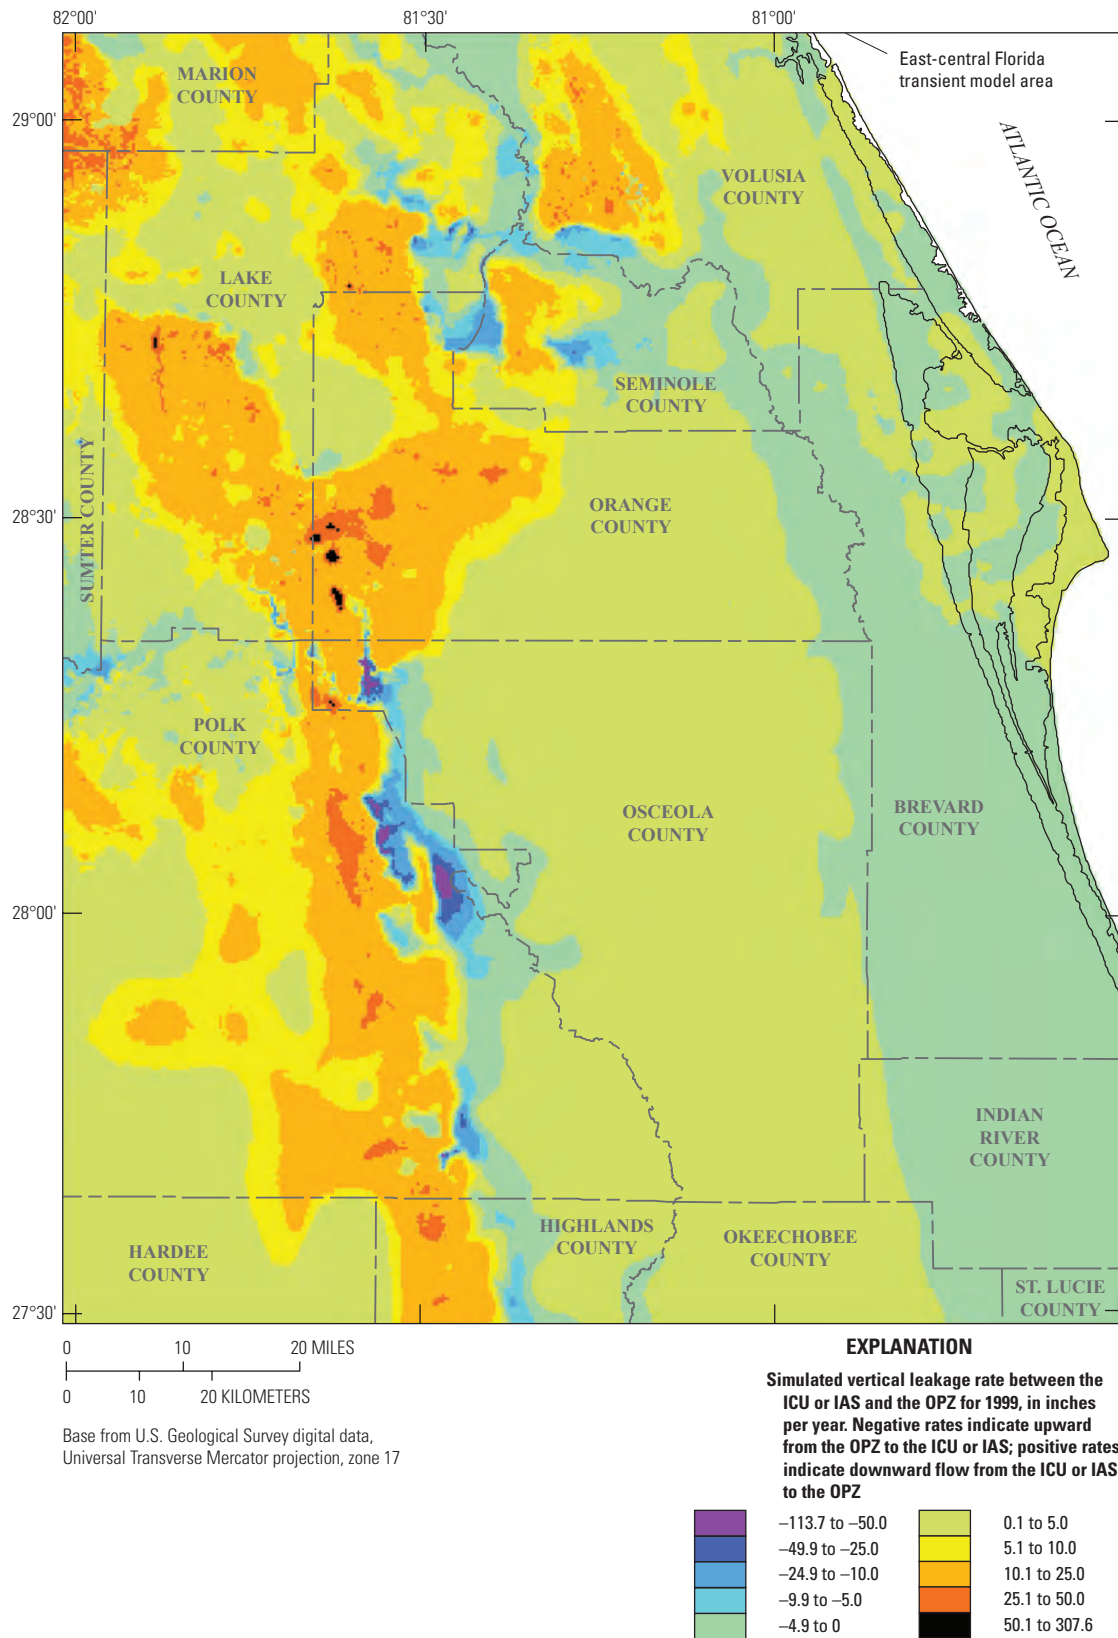 82°00'
81°30'
81°00'
East-central Florida
transient model area
MARION
COUNTY
29°00'
ATLANTIC OCEAN
VOLUSIA
COUNTY
LAKE
COUNTY
SEMINOLE
COUNTY
SUMTER COUNTY
ORANGE
COUNTY
28°30'
POLK
COUNTY
OSCEOLA
COUNTY
BREVARD
COUNTY
28°00'
INDIAN
RIVER
COUNTY
HARDEE
COUNTY
HIGHLANDS
COUNTY
OKEECHOBEE
COUNTY
ST. LUCIE
COUNTY
27°30'
0 10 20 MILES
0 10 20 KILOMETERS
Base from U.S. Geological Survey digital data,
Universal Transverse Mercator projection, zone 17
EXPLANATION
Simulated vertical leakage rate between the
ICU or IAS and the OPZ for 1999, in inches
per year. Negative rates indicate upward
from the OPZ to the ICU or IAS; positive rates
indicate downward flow from the ICU or IAS
to the OPZ
–113.7 to –50.0
–49.9 to –25.0
–24.9 to –10.0
–9.9 to –5.0
–4.9 to 0
0.1 to 5.0
5.1 to 10.0
10.1 to 25.0
25.1 to 50.0
50.1 to 307.6